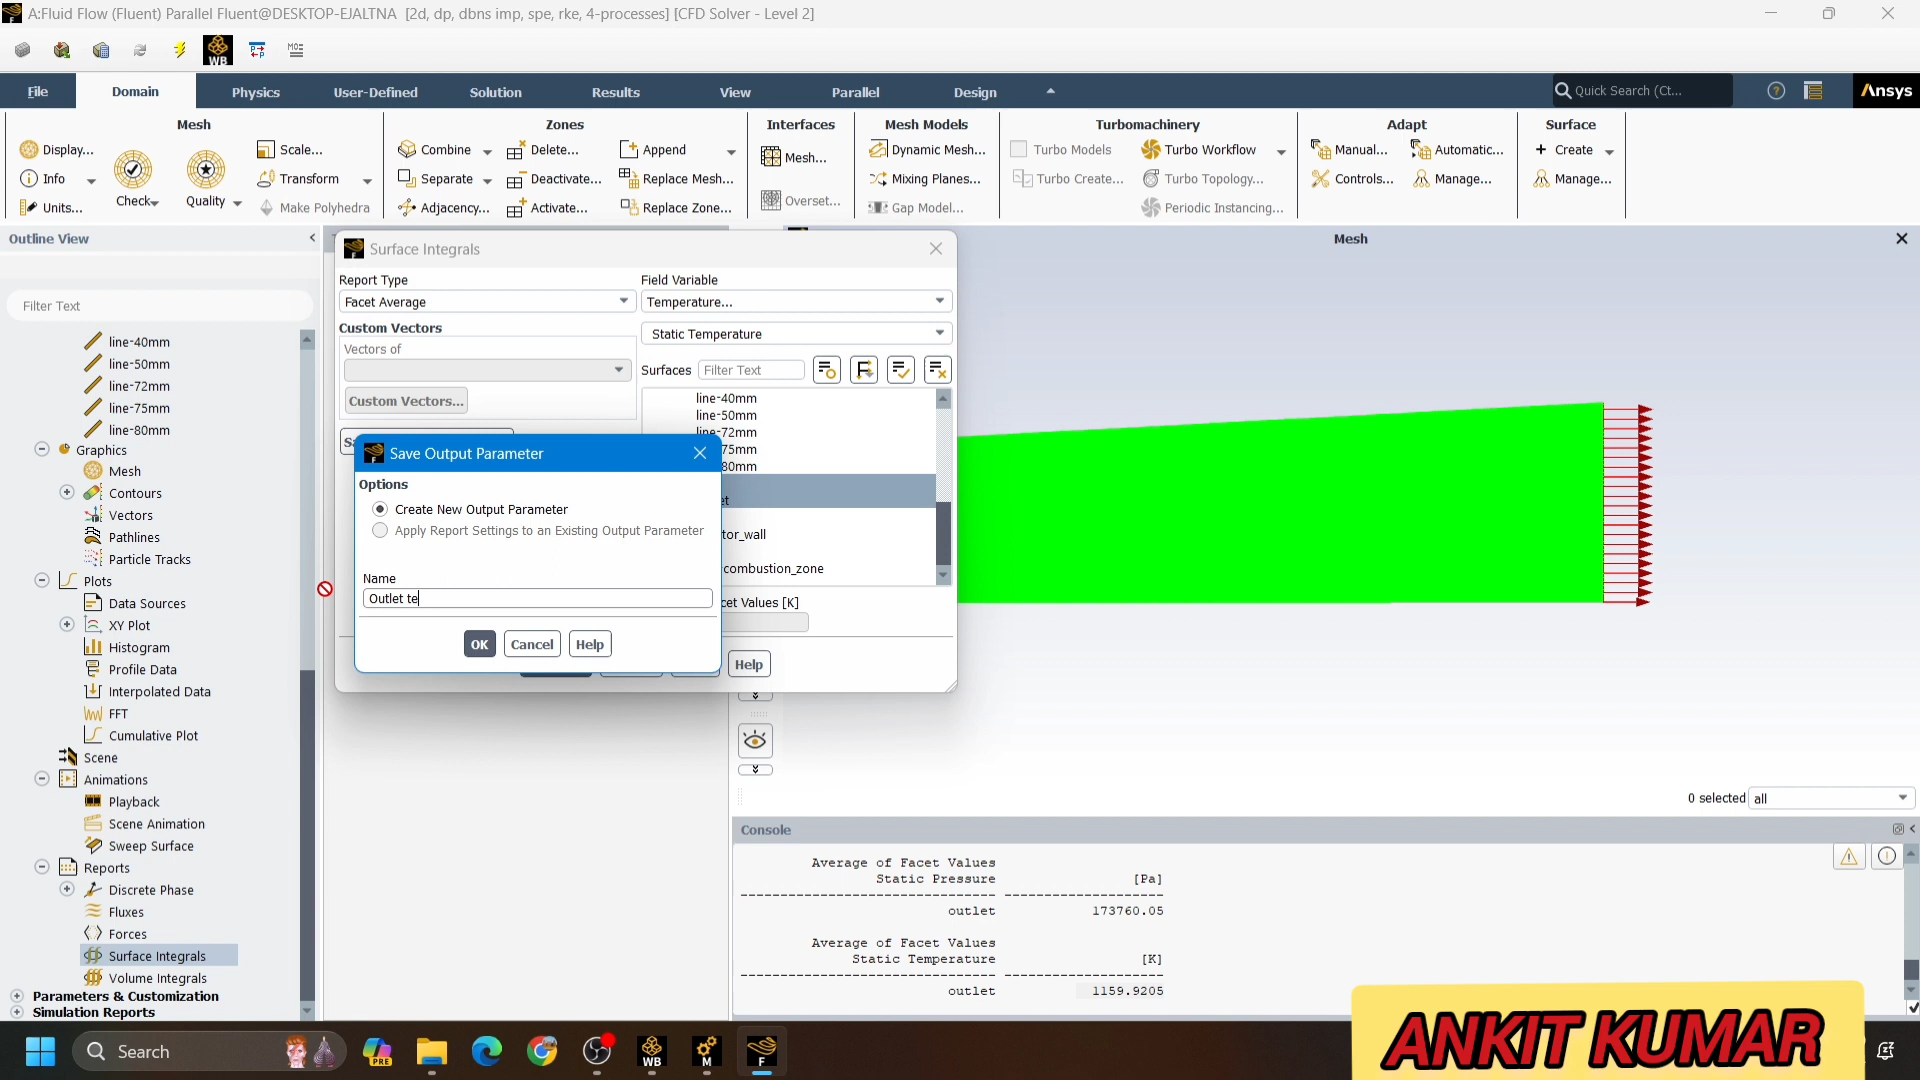 A:Fluid Flow (Fluent) Parallel Fluent@DESKTOP-EJALTNA [2d, dp, dbns imp, spe, rke, 4-processes] [CFD Solver - Level 2]
WB
File
Domain
Physics
User-Defined
Solution
Results
View
Parallel
Design
Quick Search (Ct...
Ansys
Mesh
Display...
Info
Units...
Check
Quality
Scale...
Transform
Make Polyhedra
Zones
Combine
Separate
Adjacency...
Delete...
Deactivate...
Activate...
Append
Replace Mesh...
Replace Zone...
Interfaces
Mesh...
Overset...
Mesh Models
Dynamic Mesh...
Mixing Planes...
Gap Model...
Turbomachinery
Turbo Models
Turbo Create...
Turbo Workflow
Turbo Topology...
Periodic Instancing...
Adapt
Manual...
Controls...
Automatic...
Manage...
Surface
Create
Manage...
Outline View
Filter Text
line-40mm
line-50mm
line-72mm
line-75mm
line-80mm
Graphics
Mesh
Contours
Vectors
Pathlines
Particle Tracks
Plots
Data Sources
XY Plot
Histogram
Profile Data
Interpolated Data
FFT
Cumulative Plot
Scene
Animations
Playback
Scene Animation
Sweep Surface
Reports
Discrete Phase
Fluxes
Forces
Surface Integrals
Volume Integrals
Parameters & Customization
Simulation Reports
Surface Integrals
Report Type
Facet Average
Custom Vectors
Vectors of
Custom Vectors...
Field Variable
Temperature...
Static Temperature
Surfaces
Filter Text
line-40mm
line-50mm
line-72mm
75mm
80mm
et
tor_wall
combustion_zone
cet Values [K]
Help
Save Output Parameter
Options
Create New Output Parameter
Apply Report Settings to an Existing Output Parameter
Name
Outlet te
OK
Cancel
Help
Mesh
0 selected
all
Console
Average of Facet Values
Static Pressure [Pa]
outlet 173760.05
Average of Facet Values
Static Temperature [K]
outlet 1159.9205
Search
PRE
WB
M
F
ANKIT KUMAR